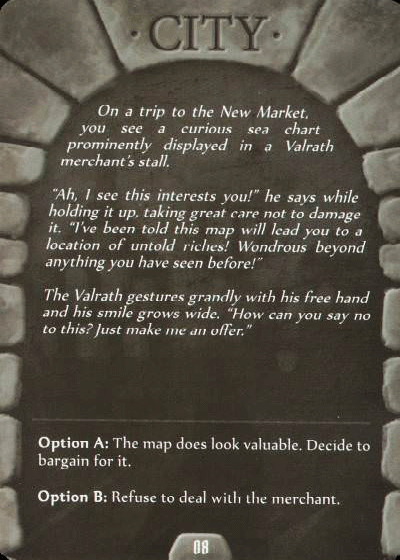 · CITY ·
On a trip to the New Market,
you see a curious sea chart
prominently displayed in a Valrath
merchant's stall.
"Ah, I see this interests you!" he says while
holding it up, taking great care not to damage
it. "I've been told this map will lead you to a
location of untold riches! Wondrous beyond
anything you have seen before!"
The Valrath gestures grandly with his free hand
and his smile grows wide. "How can you say no
to this? Just make me an offer."
Option A: The map does look valuable. Decide to
bargain for it.
Option B: Refuse to deal with the merchant.
08